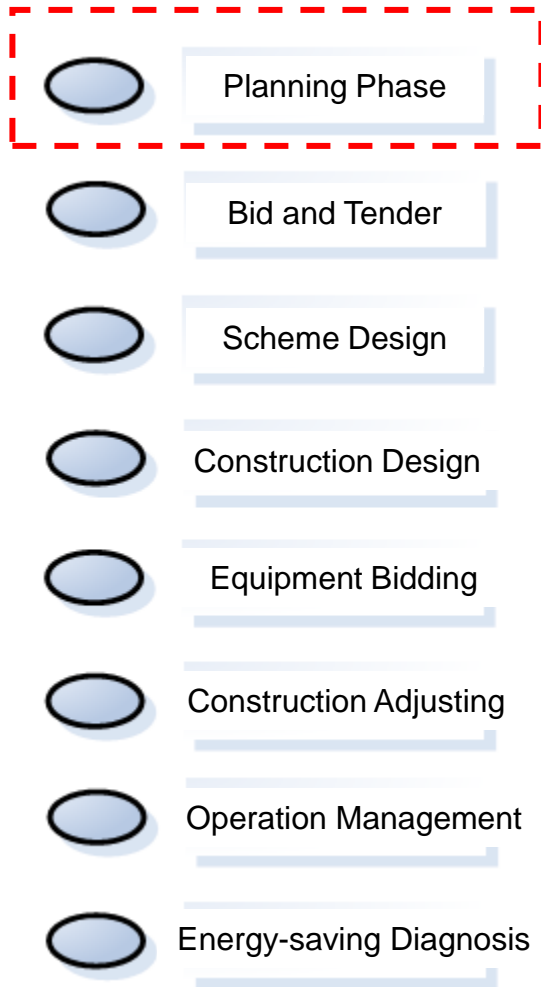 Planning Phase
Bid and Tender
Scheme Design
Construction Design
Equipment Bidding
Construction Adjusting
Operation Management
Energy-saving Diagnosis